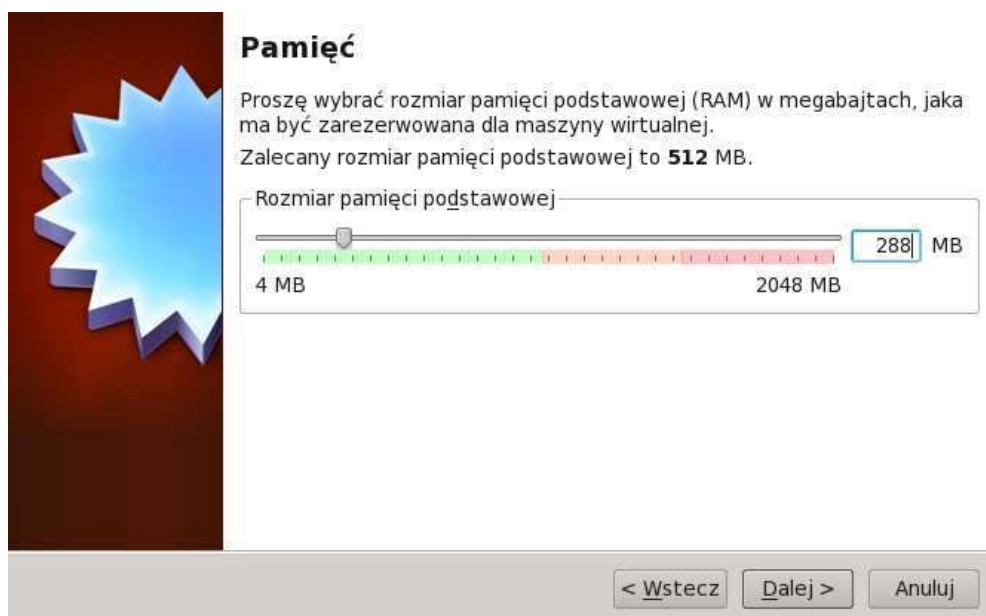 Pamięć
Proszę wybrać rozmiar pamięci podstawowej (RAM) w megabajtach, jaka
ma być zarezerwowana dla maszyny wirtualnej.
Zalecany rozmiar pamięci podstawowej to 512 MB.
Rozmiar pamięci podstawowej
288 MB
4 MB 2048 MB
< Wstecz Dalej > Anuluj